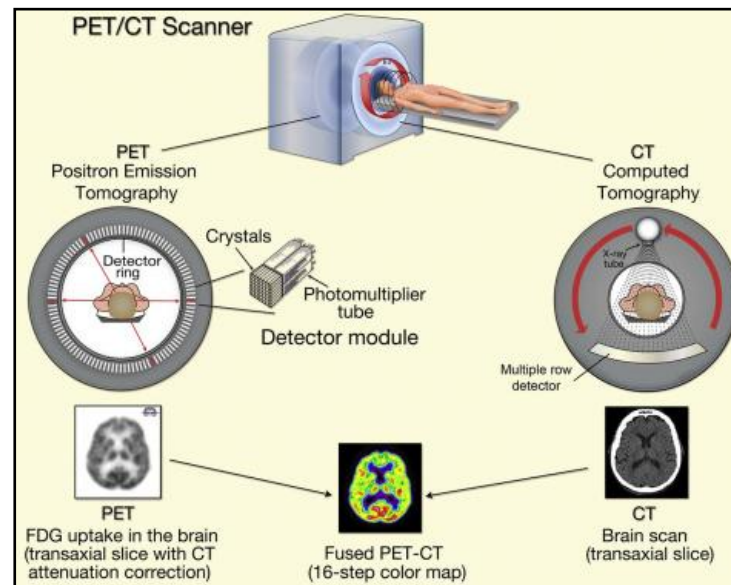 PET/CT Scanner
PET
Positron Emission
Tomography
CT
Computed
Tomography
Detector
ring
Crystals
Photomultiplier
tube
Detector module
X-ray
tube
Multiple row
detector
PET
FDG uptake in the brain
(transaxial slice with CT
attenuation correction)
Fused PET-CT
(16-step color map)
CT
Brain scan
(transaxial slice)